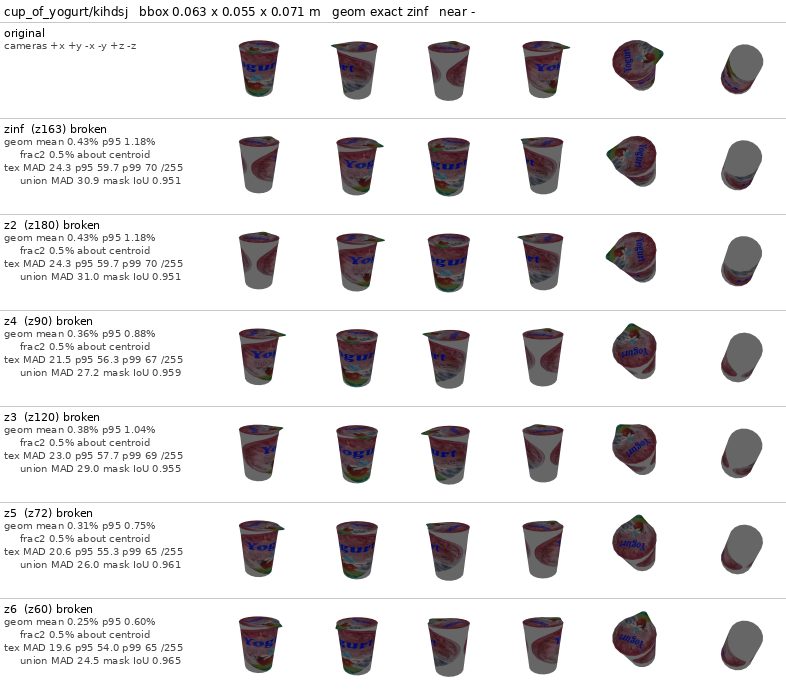 cup_of_yogurt/kihdsj   bbox 0.063 x 0.055 x 0.071 m   geom exact zinf   near -
original
cameras +x +y -x -y +z -z
zinf  (z163) broken
geom mean 0.43% p95 1.18%
frac2 0.5% about centroid
tex MAD 24.3 p95 59.7 p99 70 /255
union MAD 30.9 mask IoU 0.951
z2  (z180) broken
geom mean 0.43% p95 1.18%
frac2 0.5% about centroid
tex MAD 24.3 p95 59.7 p99 70 /255
union MAD 31.0 mask IoU 0.951
z4  (z90) broken
geom mean 0.36% p95 0.88%
frac2 0.5% about centroid
tex MAD 21.5 p95 56.3 p99 67 /255
union MAD 27.2 mask IoU 0.959
z3  (z120) broken
geom mean 0.38% p95 1.04%
frac2 0.5% about centroid
tex MAD 23.0 p95 57.7 p99 69 /255
union MAD 29.0 mask IoU 0.955
z5  (z72) broken
geom mean 0.31% p95 0.75%
frac2 0.5% about centroid
tex MAD 20.6 p95 55.3 p99 65 /255
union MAD 26.0 mask IoU 0.961
z6  (z60) broken
geom mean 0.25% p95 0.60%
frac2 0.5% about centroid
tex MAD 19.6 p95 54.0 p99 65 /255
union MAD 24.5 mask IoU 0.965